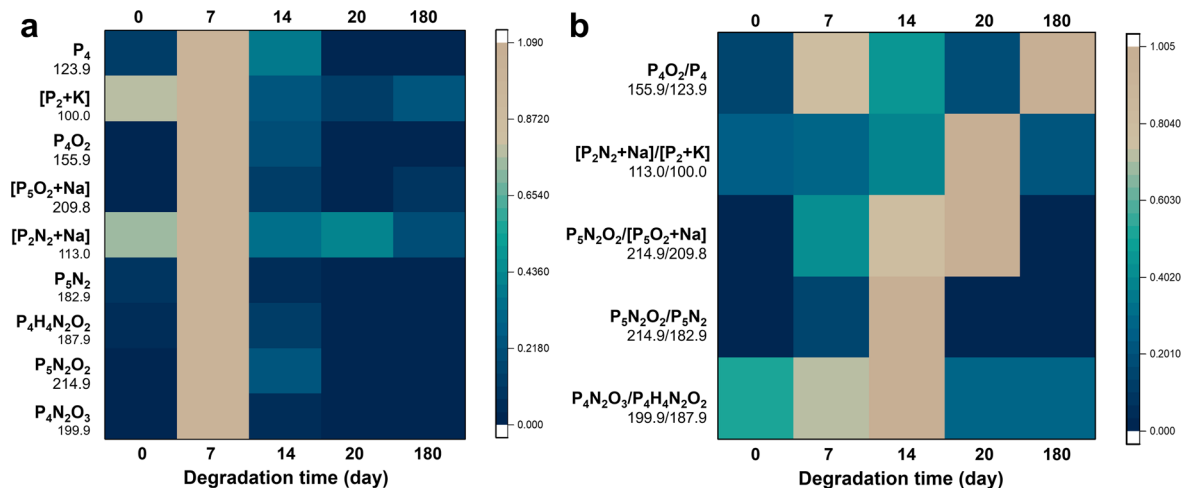 a
0 7 14 20 180
P₄
123.9
[P₂+K]
100.0
P₄O₂
155.9
[P₅O₂+Na]
209.8
[P₂N₂+Na]
113.0
P₅N₂
182.9
P₄H₄N₂O₂
187.9
P₅N₂O₂
214.9
P₄N₂O₃
199.9
0 7 14 20 180
Degradation time (day)
1.090
0.8720
0.6540
0.4360
0.2180
0.000
b
0 7 14 20 180
P₄O₂/P₄
155.9/123.9
[P₂N₂+Na]/[P₂+K]
113.0/100.0
P₅N₂O₂/[P₅O₂+Na]
214.9/209.8
P₅N₂O₂/P₅N₂
214.9/182.9
P₄N₂O₃/P₄H₄N₂O₂
199.9/187.9
0 7 14 20 180
Degradation time (day)
1.005
0.8040
0.6030
0.4020
0.2010
0.000